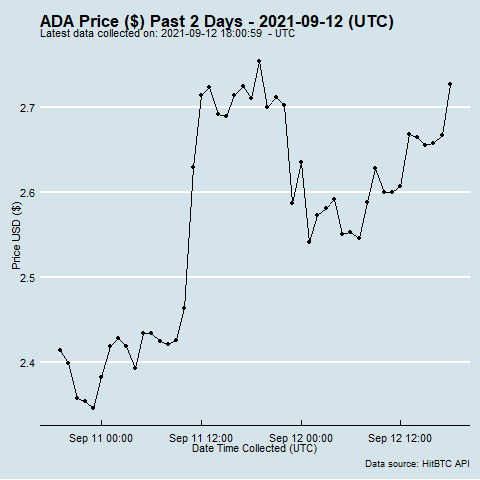 ADA Price ($) Past 2 Days - 2021-09-12 (UTC)
Latest data collected on: 2021-09-12 18:00:59 - UTC
2.7
2.6
2.5
2.4
Price USD ($)
Sep 11 00:00
Sep 11 12:00
Sep 12 00:00
Sep 12 12:00
Date Time Collected (UTC)
Data source: HitBTC API